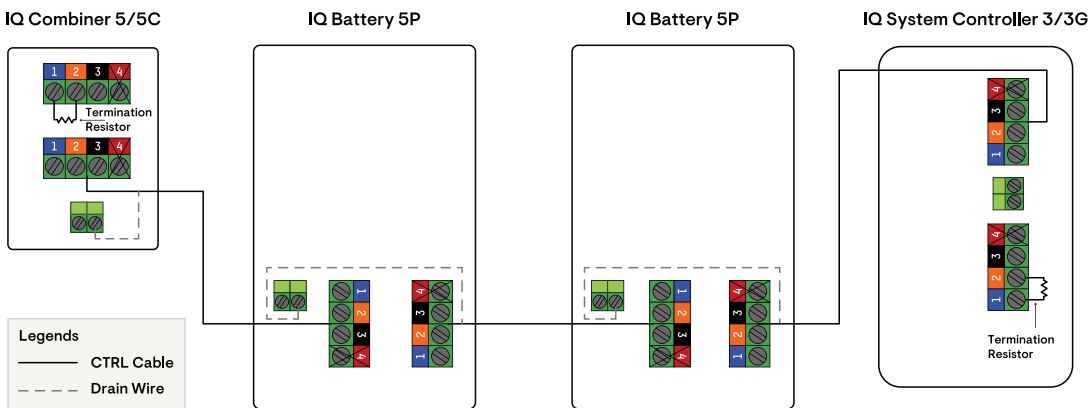 IQ Combiner 5/5C
IQ Battery 5P
IQ Battery 5P
IQ System Controller 3/3G
1 2 3 4
Termination
Resistor
1 2 3 4
1
2
3
4
4
3
2
1
1
2
3
4
4
3
2
1
4
3
2
1
4
3
2
1
Termination
Resistor
Legends
CTRL Cable
Drain Wire